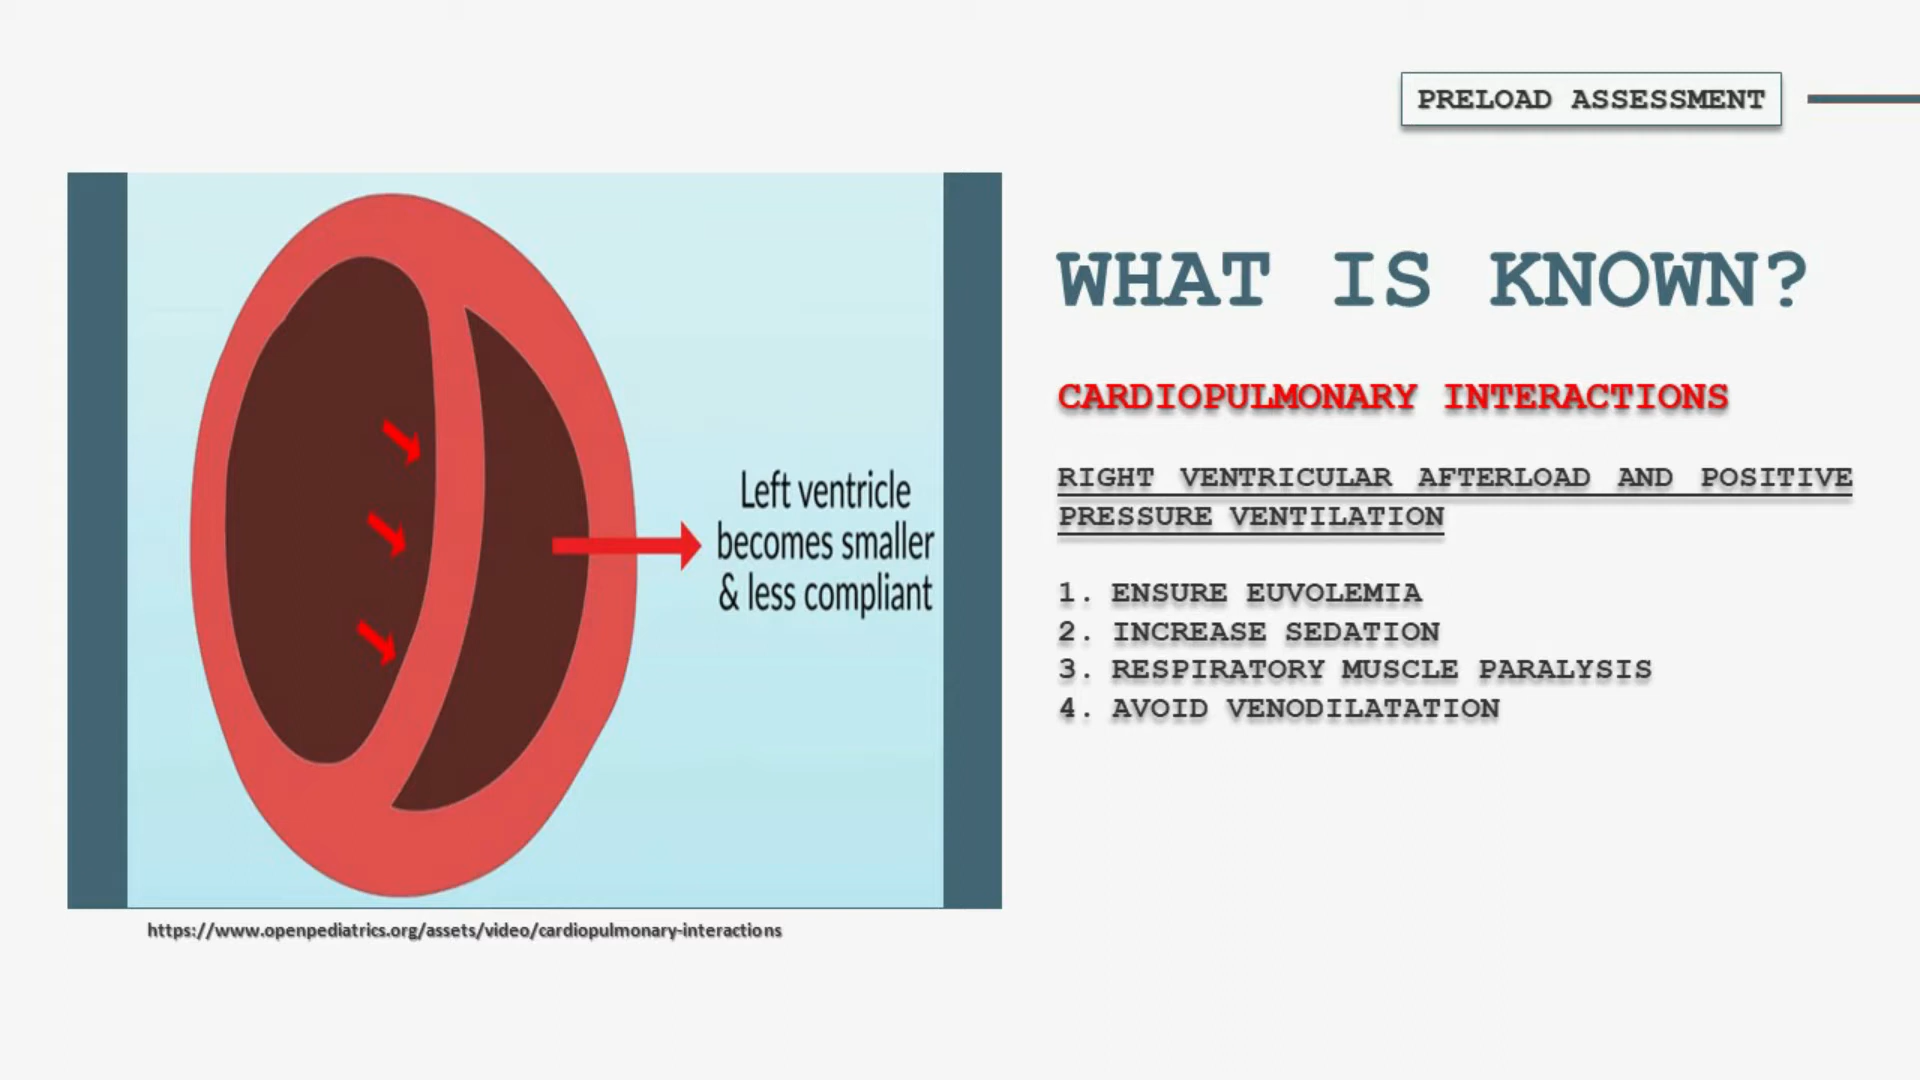 PRELOAD ASSESSMENT
Left ventricle
becomes smaller
& less compliant
https://www.openpediatrics.org/assets/video/cardiopulmonary-interactions
WHAT IS KNOWN?
CARDIOPULMONARY INTERACTIONS
RIGHT VENTRICULAR AFTERLOAD AND POSITIVE
PRESSURE VENTILATION
1. ENSURE EUVOLEMIA
2. INCREASE SEDATION
3. RESPIRATORY MUSCLE PARALYSIS
4. AVOID VENODILATATION